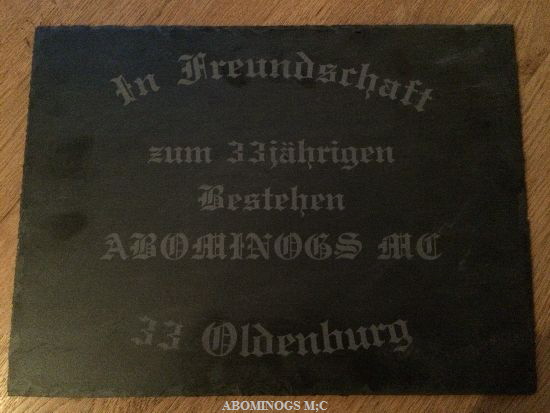 In Freundschaft
zum 33jährigen
Bestehen
ABOMINOGS MC
33 Oldenburg
ABOMINOGS M;C